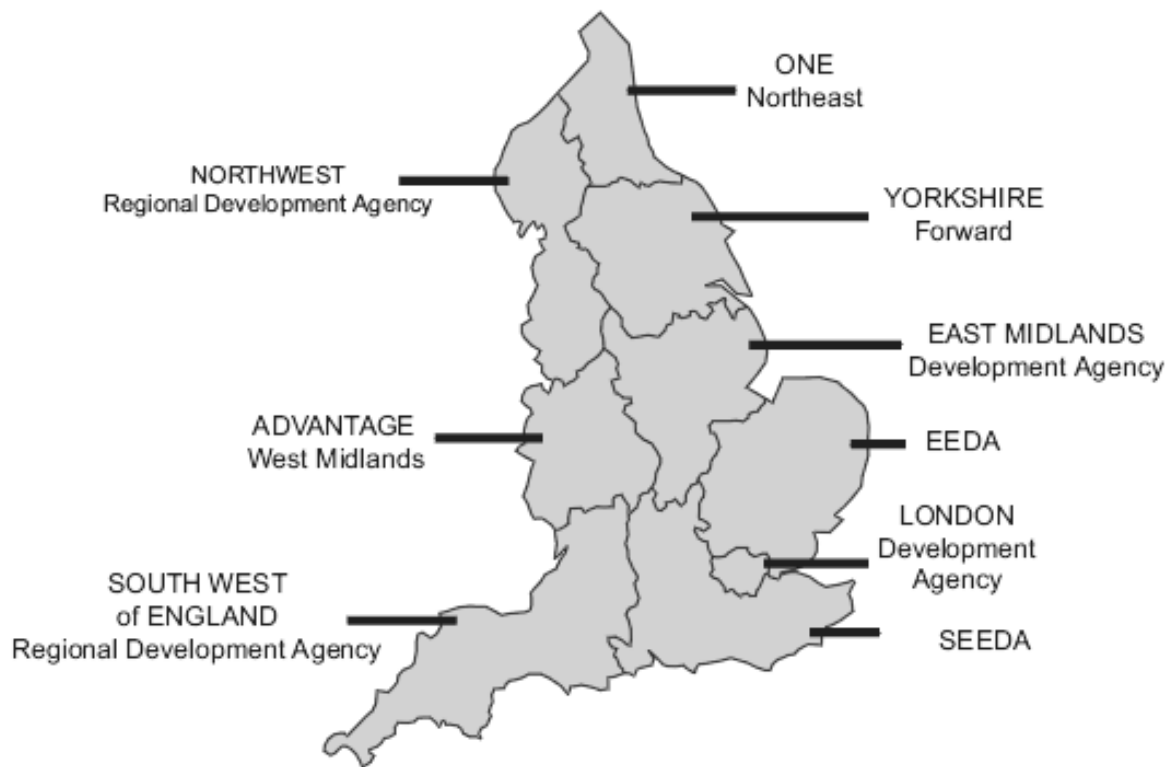 ONE
Northeast
NORTHWEST
Regional Development Agency
YORKSHIRE
Forward
EAST MIDLANDS
Development Agency
ADVANTAGE
West Midlands
EEDA
LONDON
Development
Agency
SOUTH WEST
of ENGLAND
Regional Development Agency
SEEDA